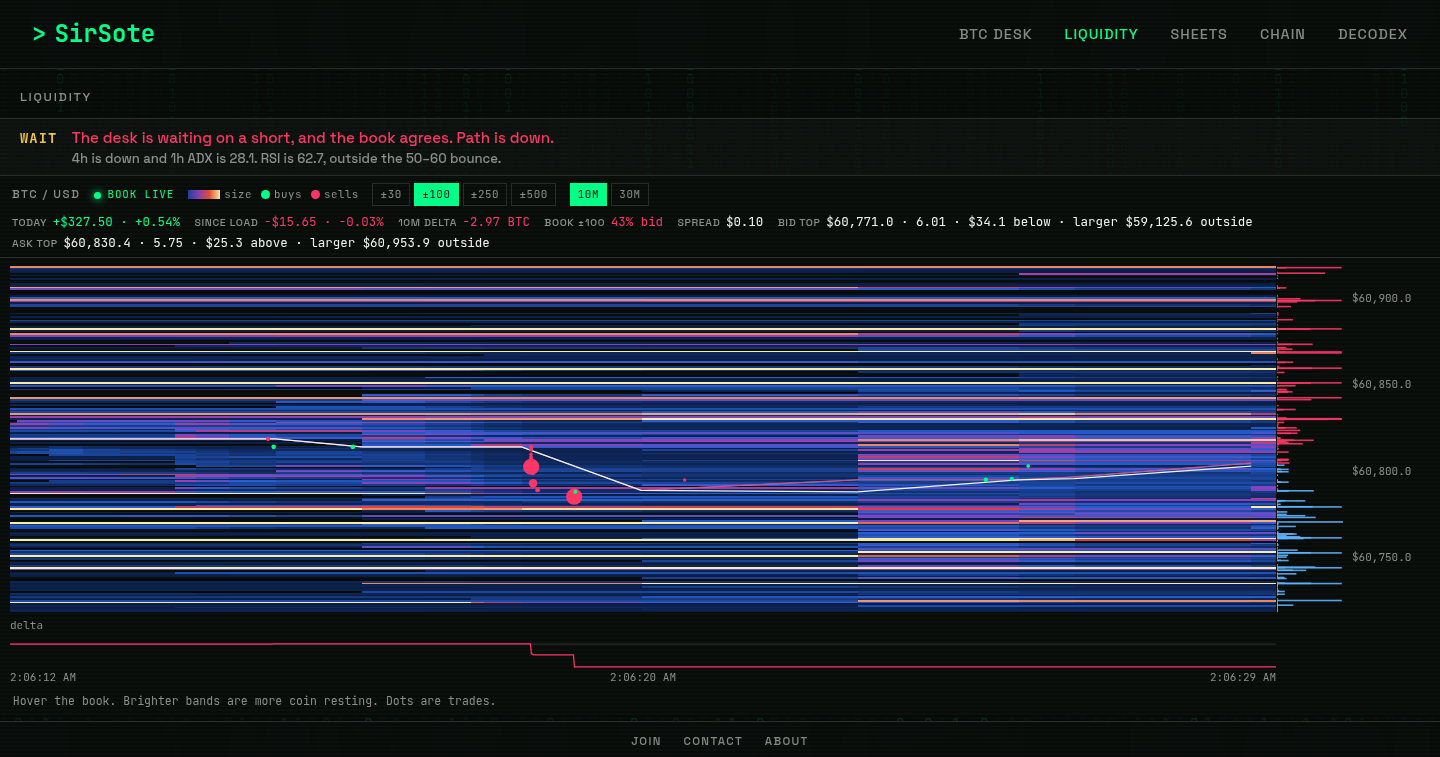 > SirSote
BTC DESK LIQUIDITY SHEETS CHAIN DECODEX
LIQUIDITY
WAIT The desk is waiting on a short, and the book agrees. Path is down.
4h is down and 1h ADX is 28.1. RSI is 62.7, outside the 50–60 bounce.
BTC / USD BOOK LIVE size buys sells ±30 ±100 ±250 ±500 10M 30M
TODAY +$327.50 · +0.54% SINCE LOAD -$15.65 · -0.03% 10M DELTA -2.97 BTC BOOK ±100 43% bid SPREAD $0.10 BID TOP $60,771.0 · 6.01 · $34.1 below · larger $59,125.6 outside
ASK TOP $60,830.4 · 5.75 · $25.3 above · larger $60,953.9 outside
$60,900.0
$60,850.0
$60,800.0
$60,750.0
delta
2:06:12 AM 2:06:20 AM 2:06:29 AM
Hover the book. Brighter bands are more coin resting. Dots are trades.
JOIN CONTACT ABOUT